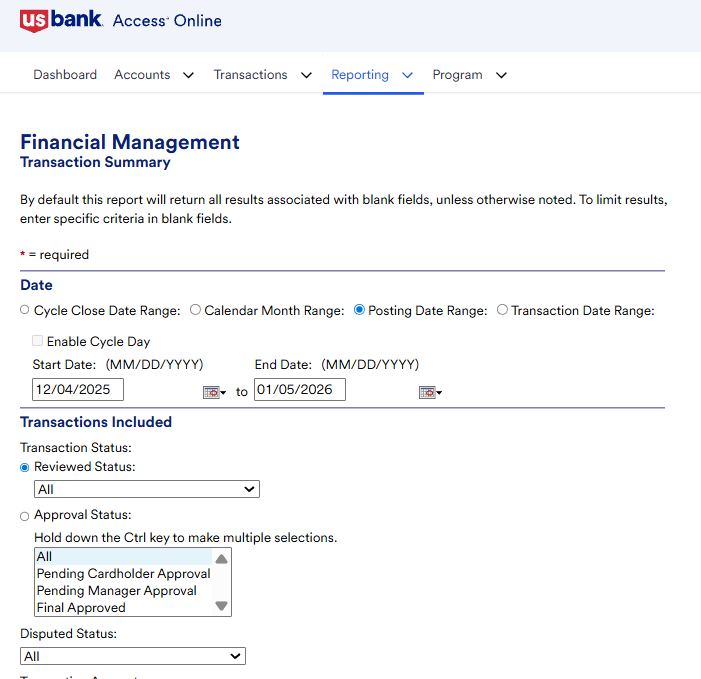 usbank. Access Online
Dashboard Accounts Transactions Reporting Program
Financial Management
Transaction Summary
By default this report will return all results associated with blank fields, unless otherwise noted. To limit results,
enter specific criteria in blank fields.
* = required
Date
Cycle Close Date Range: Calendar Month Range: Posting Date Range: Transaction Date Range:
Enable Cycle Day
Start Date: (MM/DD/YYYY) End Date: (MM/DD/YYYY)
12/04/2025 to 01/05/2026
Transactions Included
Transaction Status:
Reviewed Status:
All
Approval Status:
Hold down the Ctrl key to make multiple selections.
All
Pending Cardholder Approval
Pending Manager Approval
Final Approved
Disputed Status:
All